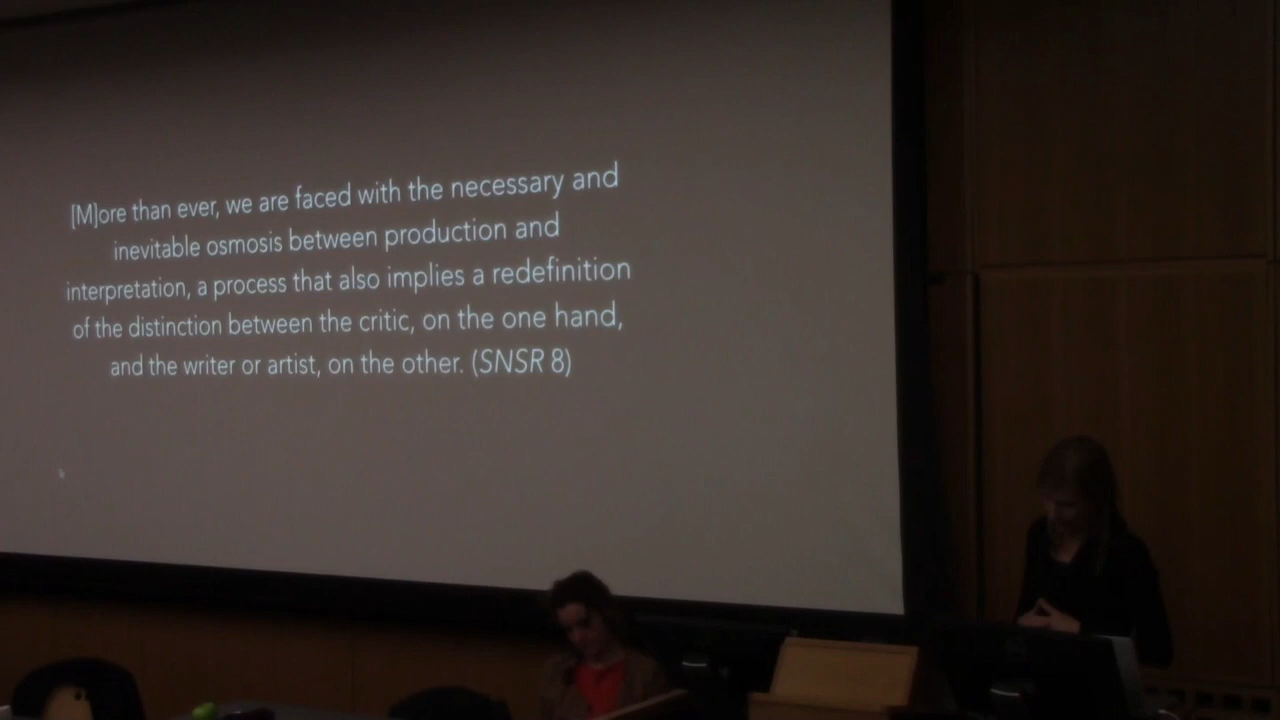 [M]ore than ever, we are faced with the necessary and
inevitable osmosis between production and
interpretation, a process that also implies a redefinition
of the distinction between the critic, on the one hand,
and the writer or artist, on the other. (SNSR 8)